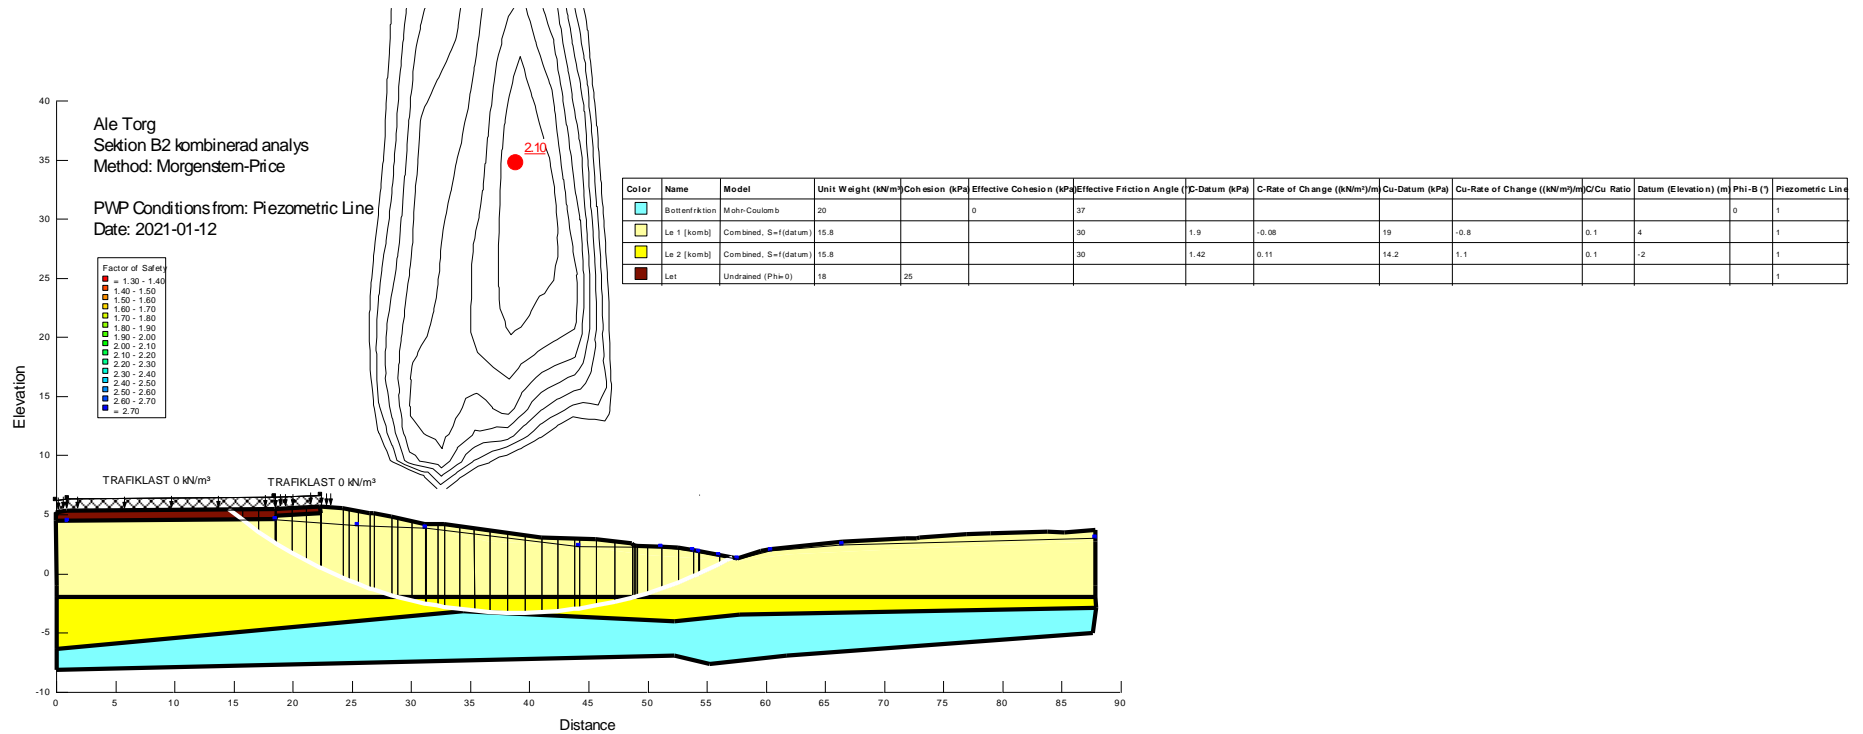 Ale Torg
Sektion B2 kombinerad analys
Method: Morgenstern-Price
PWP Conditions from: Piezometric Line
Date: 2021-01-12
2.10
Factor of Safety
= 1.30 - 1.40
1.40 - 1.50
1.50 - 1.60
1.60 - 1.70
1.70 - 1.80
1.80 - 1.90
1.90 - 2.00
2.00 - 2.10
2.10 - 2.20
2.20 - 2.30
2.30 - 2.40
2.40 - 2.50
2.50 - 2.60
2.60 - 2.70
= 2.70
Color Name Model Unit Weight (kN/m³) Cohesion (kPa) Effective Cohesion (kPa) Effective Friction Angle (°) C-Datum (kPa) C-Rate of Change ((kN/m²)/m) Cu-Datum (kPa) Cu-Rate of Change ((kN/m²)/m) C/Cu Ratio Datum (Elevation) (m) Phi-B (°) Piezometric Line
Bottenfriktion Mohr-Coulomb 20 0 37 0 1
Le 1 [komb] Combined, S=f(datum) 15.8 30 1.9 -0.08 19 -0.8 0.1 4 1
Le 2 [komb] Combined, S=f(datum) 15.8 30 1.42 0.11 14.2 1.1 0.1 -2 1
Let Undrained (Phi=0) 18 25 1
TRAFIKLAST 0 kN/m³
TRAFIKLAST 0 kN/m³
Elevation
40
35
30
25
20
15
10
5
0
-5
-10
0 5 10 15 20 25 30 35 40 45 50 55 60 65 70 75 80 85 90
Distance